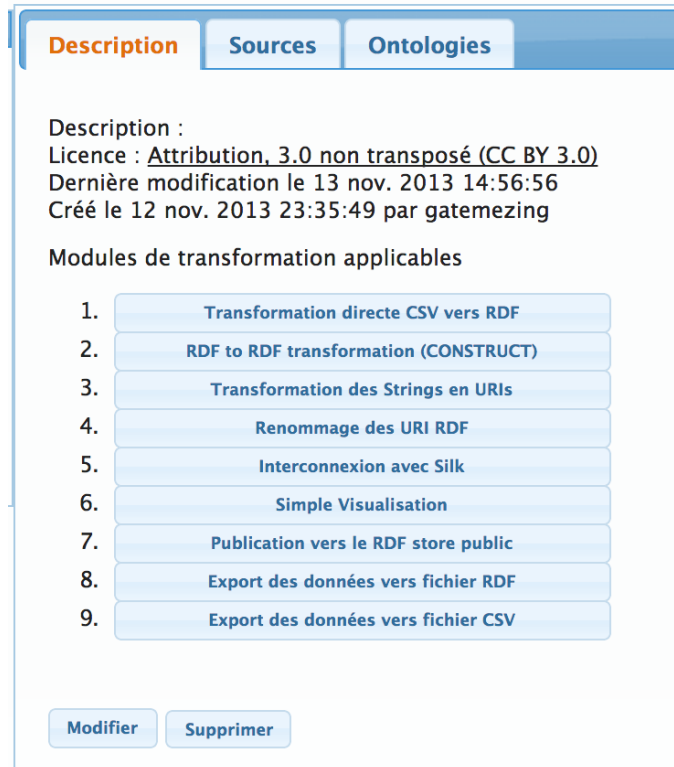 Description Sources Ontologies
Description :
Licence : Attribution, 3.0 non transposé (CC BY 3.0)
Dernière modification le 13 nov. 2013 14:56:56
Créé le 12 nov. 2013 23:35:49 par gatemezing
Modules de transformation applicables
1. Transformation directe CSV vers RDF
2. RDF to RDF transformation (CONSTRUCT)
3. Transformation des Strings en URIs
4. Renommage des URI RDF
5. Interconnexion avec Silk
6. Simple Visualisation
7. Publication vers le RDF store public
8. Export des données vers fichier RDF
9. Export des données vers fichier CSV
Modifier Supprimer